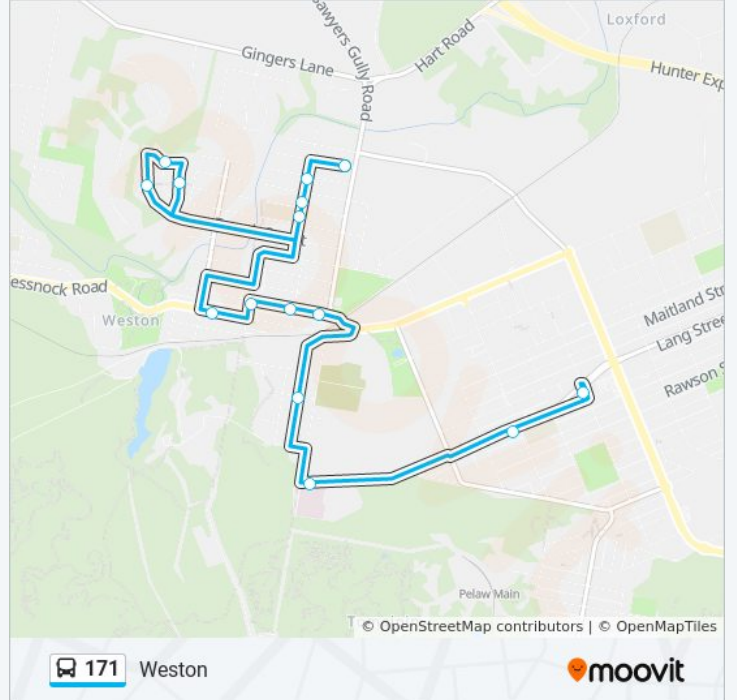 Loxford
Sawyers Gully Road
Hart Road
Gingers Lane
Hunter Exp
essnock Road
Weston
Maitland Str
Lang Stree
Rawson S
Pelaw Main
© OpenStreetMap contributors | © OpenMapTiles
171 Weston
moovit